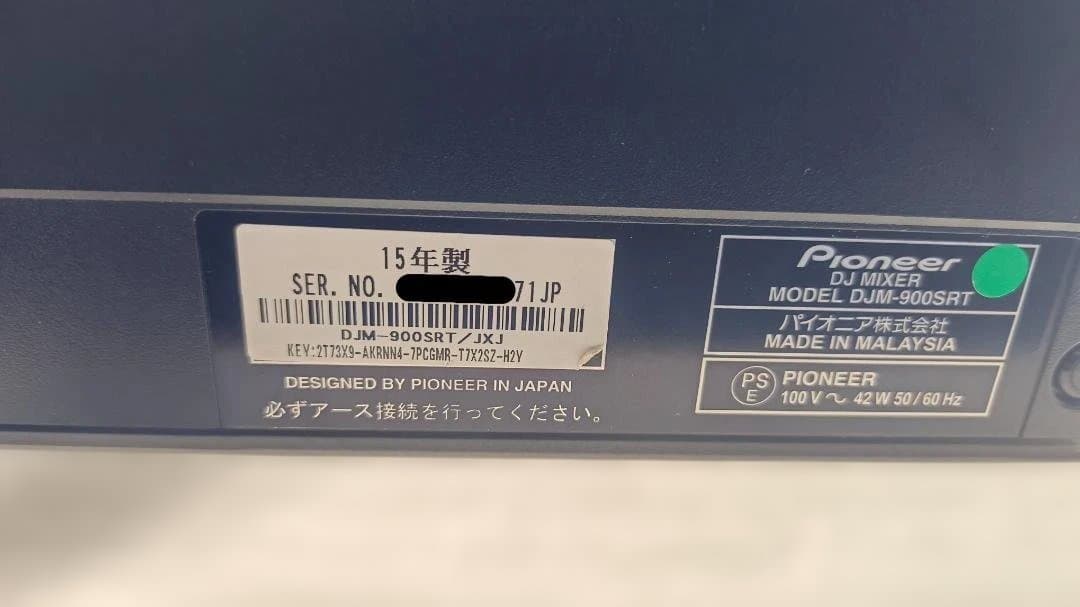 15年製
SER. NO. 71JP
DJM-900SRT/JXJ
KEY:2T73X9-AKRNN4-7PCGMR-T7X2SZ-H2V
DESIGNED BY PIONEER IN JAPAN
必ずアース接続を行ってください。
Pioneer
DJ MIXER
MODEL DJM-900SRT
パイオニア株式会社
MADE IN MALAYSIA
PS
E
PIONEER
100 V～ 42 W 50/60 Hz